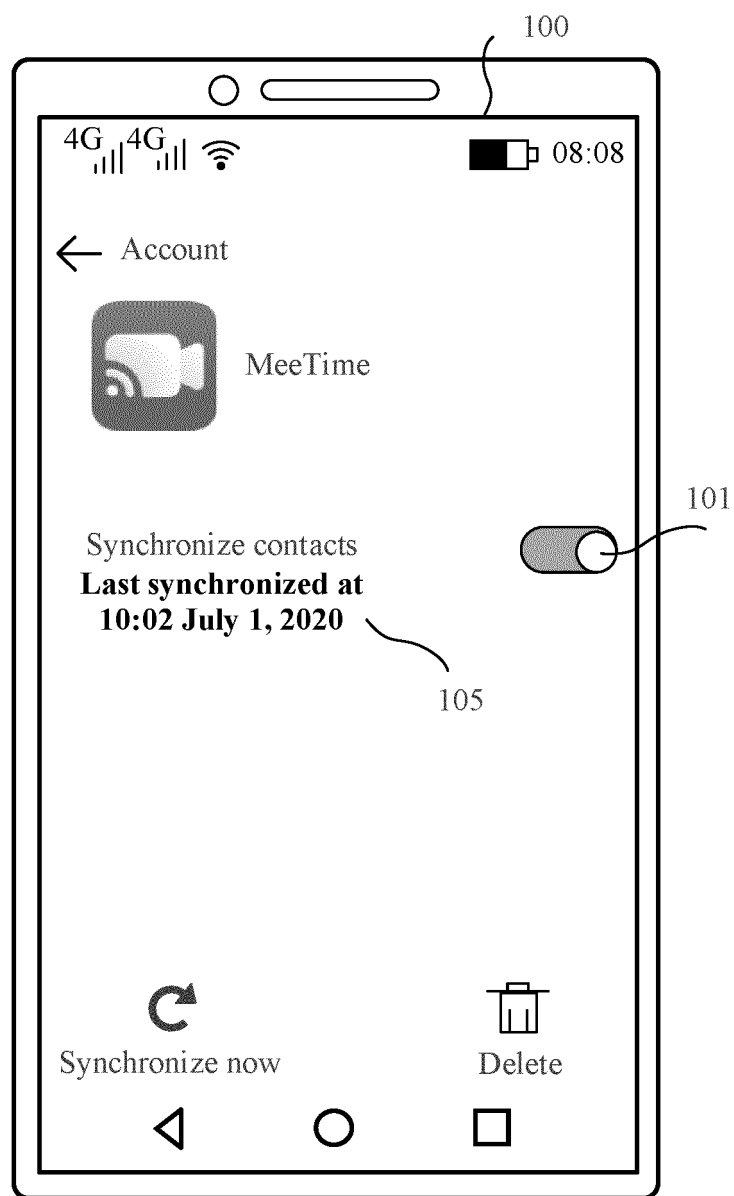 100
4G 4G 08:08
Account
MeeTime
101
Synchronize contacts
Last synchronized at
10:02 July 1, 2020
105
Synchronize now Delete